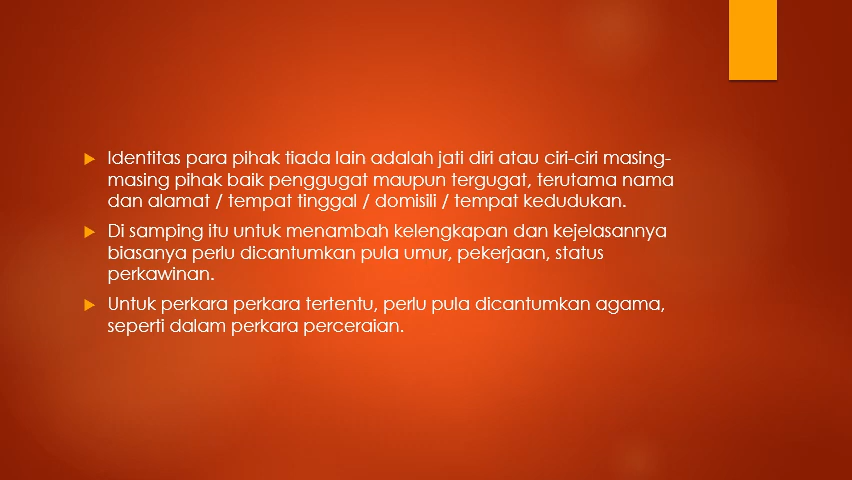 Identitas para pihak tiada lain adalah jati diri atau ciri-ciri masing-
masing pihak baik penggugat maupun tergugat, terutama nama
dan alamat / tempat tinggal / domisili / tempat kedudukan.
Di samping itu untuk menambah kelengkapan dan kejelasannya
biasanya perlu dicantumkan pula umur, pekerjaan, status
perkawinan.
Untuk perkara perkara tertentu, perlu pula dicantumkan agama,
seperti dalam perkara perceraian.